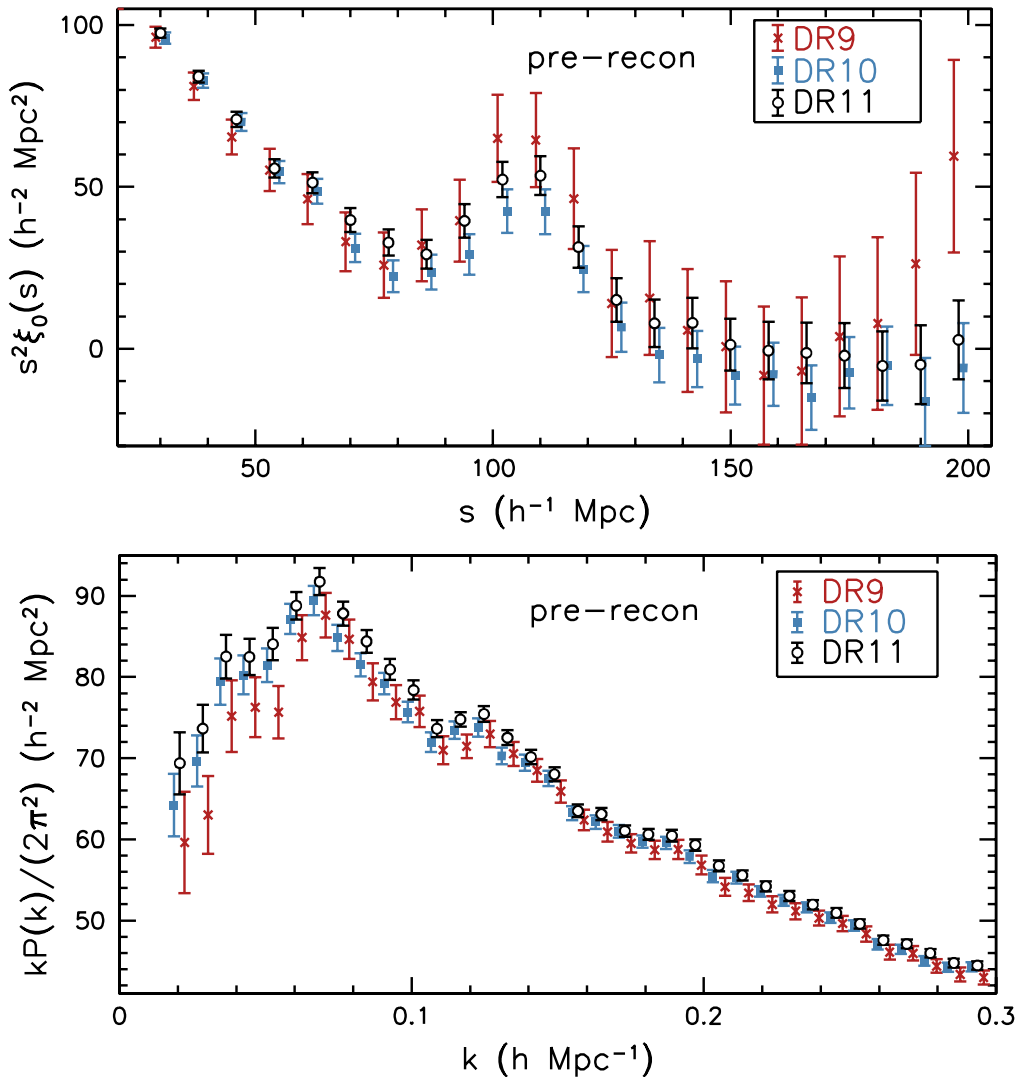 100
50
0
s²ξ₀(s) (h⁻² Mpc²)
pre−recon
DR9
DR10
DR11
50
100
150
200
s (h⁻¹ Mpc)
90
80
70
60
50
kP(k)/(2π²) (h⁻² Mpc²)
pre−recon
DR9
DR10
DR11
0
0.1
0.2
0.3
k (h Mpc⁻¹)